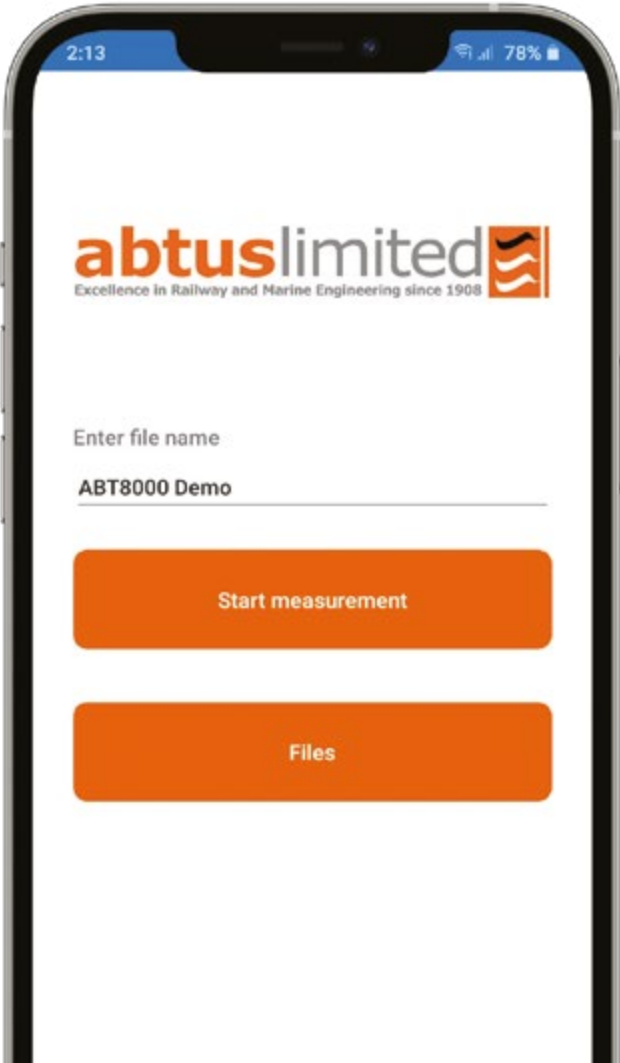 2:13
78%
abtuslimited
Excellence in Railway and Marine Engineering since 1908
Enter file name
ABT8000 Demo
Start measurement
Files